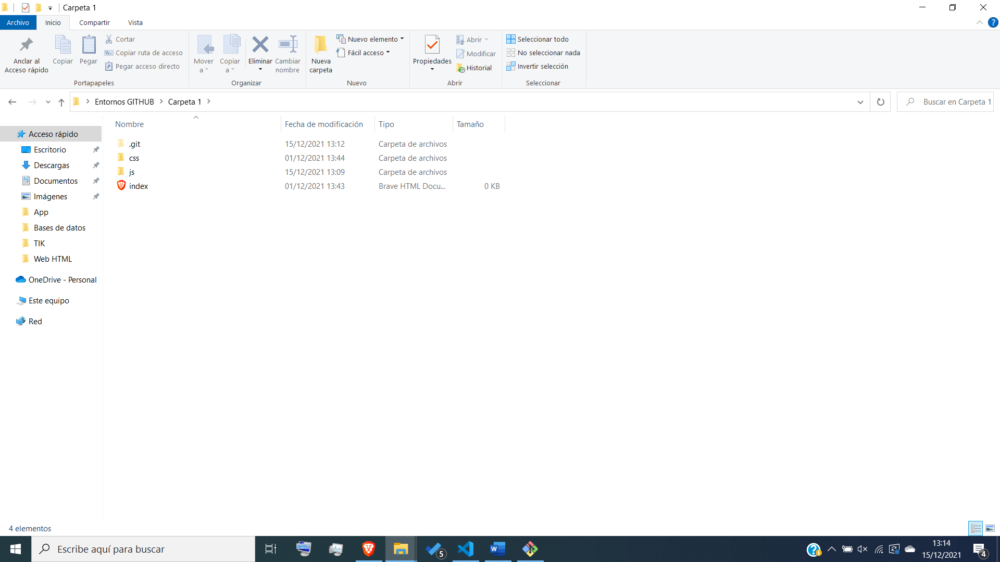 Carpeta 1
Archivo Inicio Compartir Vista
Anclar al
Acceso rápido
Copiar
Pegar
Cortar
Copiar ruta de acceso
Pegar acceso directo
Portapapeles
Mover
a
Copiar
a
Eliminar
Cambiar
nombre
Organizar
Nueva
carpeta
Nuevo elemento
Fácil acceso
Nuevo
Propiedades
Abrir
Modificar
Historial
Abrir
Seleccionar todo
No seleccionar nada
Invertir selección
Seleccionar
Entornos GITHUB Carpeta 1
Buscar en Carpeta 1
Acceso rápido
Escritorio
Descargas
Documentos
Imágenes
App
Bases de datos
TIK
Web HTML
OneDrive - Personal
Este equipo
Red
Nombre Fecha de modificación Tipo Tamaño
.git 15/12/2021 13:12 Carpeta de archivos
css 01/12/2021 13:44 Carpeta de archivos
js 15/12/2021 13:09 Carpeta de archivos
index 01/12/2021 13:43 Brave HTML Docu... 0 KB
4 elementos
Escribe aquí para buscar
5
13:14
15/12/2021
4